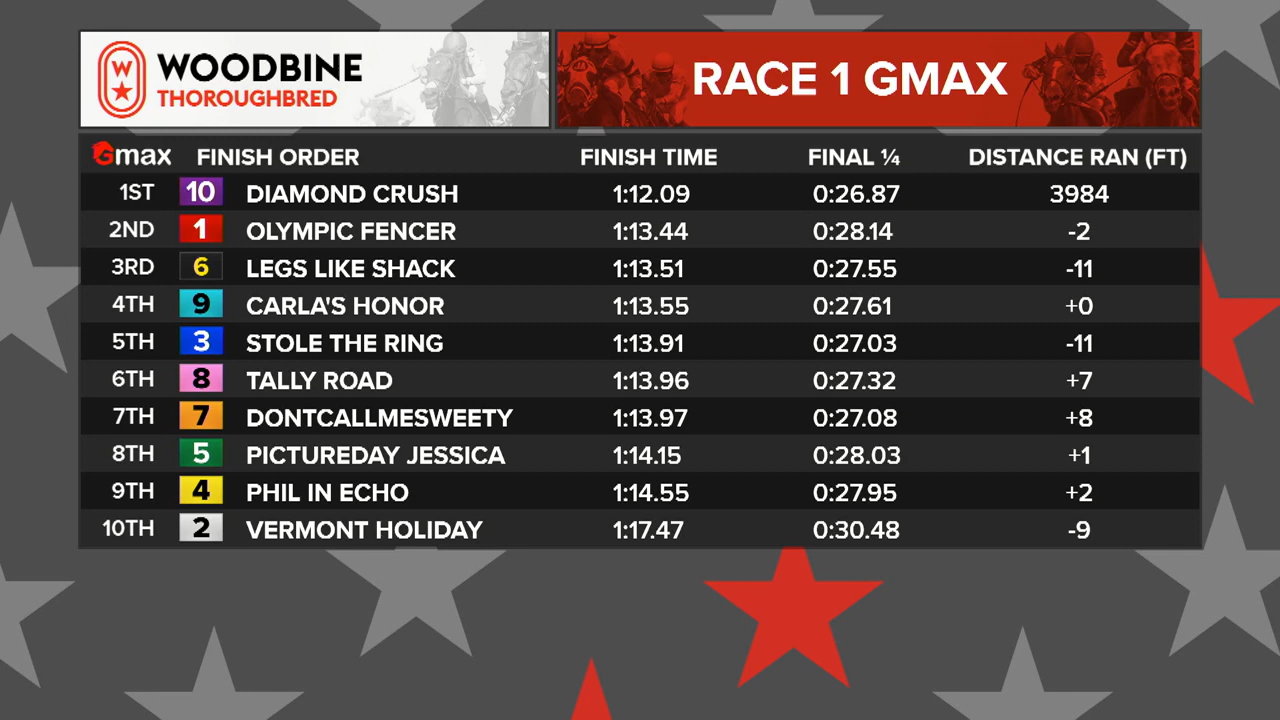 W
WOODBINE
THOROUGHBRED
RACE 1 GMAX
Gmax FINISH ORDER FINISH TIME FINAL ¼ DISTANCE RAN (FT)
1ST 10 DIAMOND CRUSH 1:12.09 0:26.87 3984
2ND 1 OLYMPIC FENCER 1:13.44 0:28.14 -2
3RD 6 LEGS LIKE SHACK 1:13.51 0:27.55 -11
4TH 9 CARLA'S HONOR 1:13.55 0:27.61 +0
5TH 3 STOLE THE RING 1:13.91 0:27.03 -11
6TH 8 TALLY ROAD 1:13.96 0:27.32 +7
7TH 7 DONTCALLMESWEETY 1:13.97 0:27.08 +8
8TH 5 PICTUREDAY JESSICA 1:14.15 0:28.03 +1
9TH 4 PHIL IN ECHO 1:14.55 0:27.95 +2
10TH 2 VERMONT HOLIDAY 1:17.47 0:30.48 -9